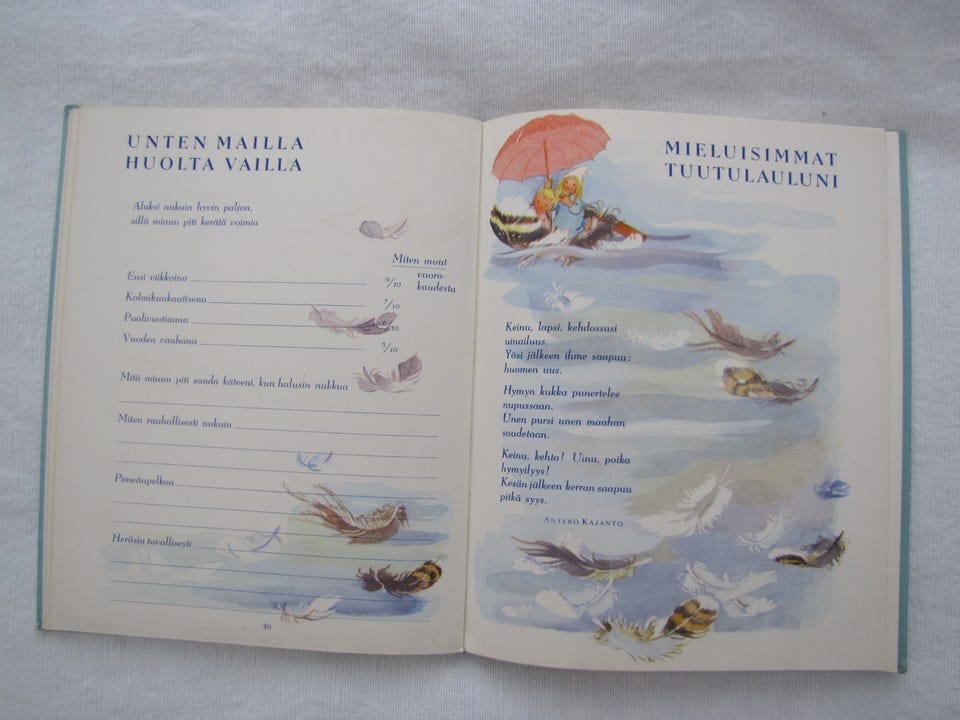 UNTEN MAILLA
HUOLTA VAILLA
Aluksi nukuin hyvin paljon,
sillä minun piti kerätä voimia
Miten muut
vuoro-
kaudesta
Ensi viikkoina 9/10
Kolmikuukautisena 7/10
Puolivuotiaana 6/10
Vuoden vanhana 5/10
Mitä minun piti saada käteeni, kun halusin nukkua
Miten rauhallisesti nukuin
Pimeänpelkoa
Heräsin tavallisesti
10
MIELUISIMMAT
TUUTULAULUNI
Keinu, lapsi, kehdossasi
uinailuus.
Yösi jälkeen ihme saapuu:
huomen uus.
Hymyn kukka punertelee
nupussaan.
Unen pursi unen maahan
soudetaan.
Keinu, kehto! Uinu, poika
hymyilyys!
Kesän jälkeen kerran saapuu
pitkä syys.
ANTERO KAJANTO.